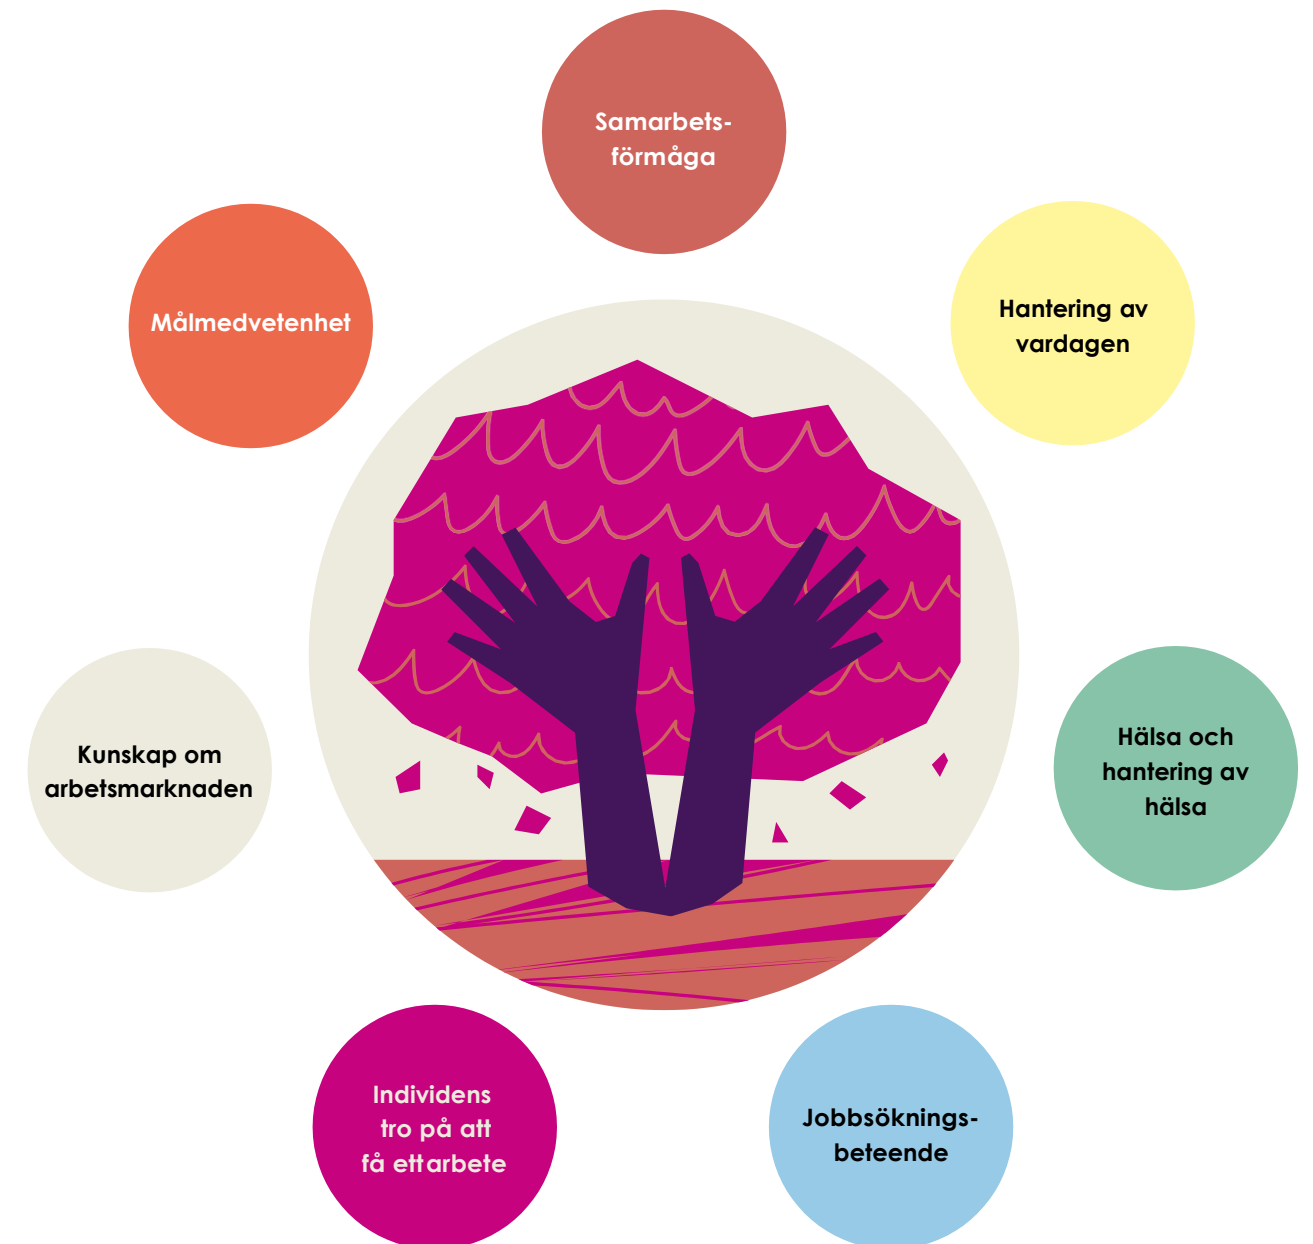 Samarbets-
förmåga
Målmedvetenhet
Hantering av
vardagen
Kunskap om
arbetsmarknaden
Hälsa och
hantering av
hälsa
Individens
tro på att
få ett arbete
Jobbsöknings-
beteende